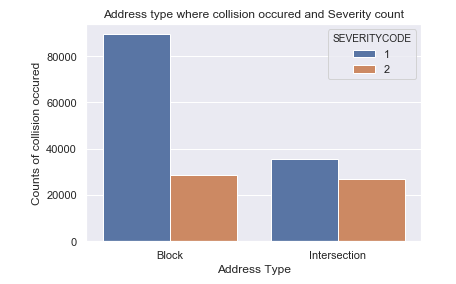 Address type where collision occured and Severity count
SEVERITYCODE
1
2
Counts of collision occured
80000
60000
40000
20000
0
Block
Intersection
Address Type